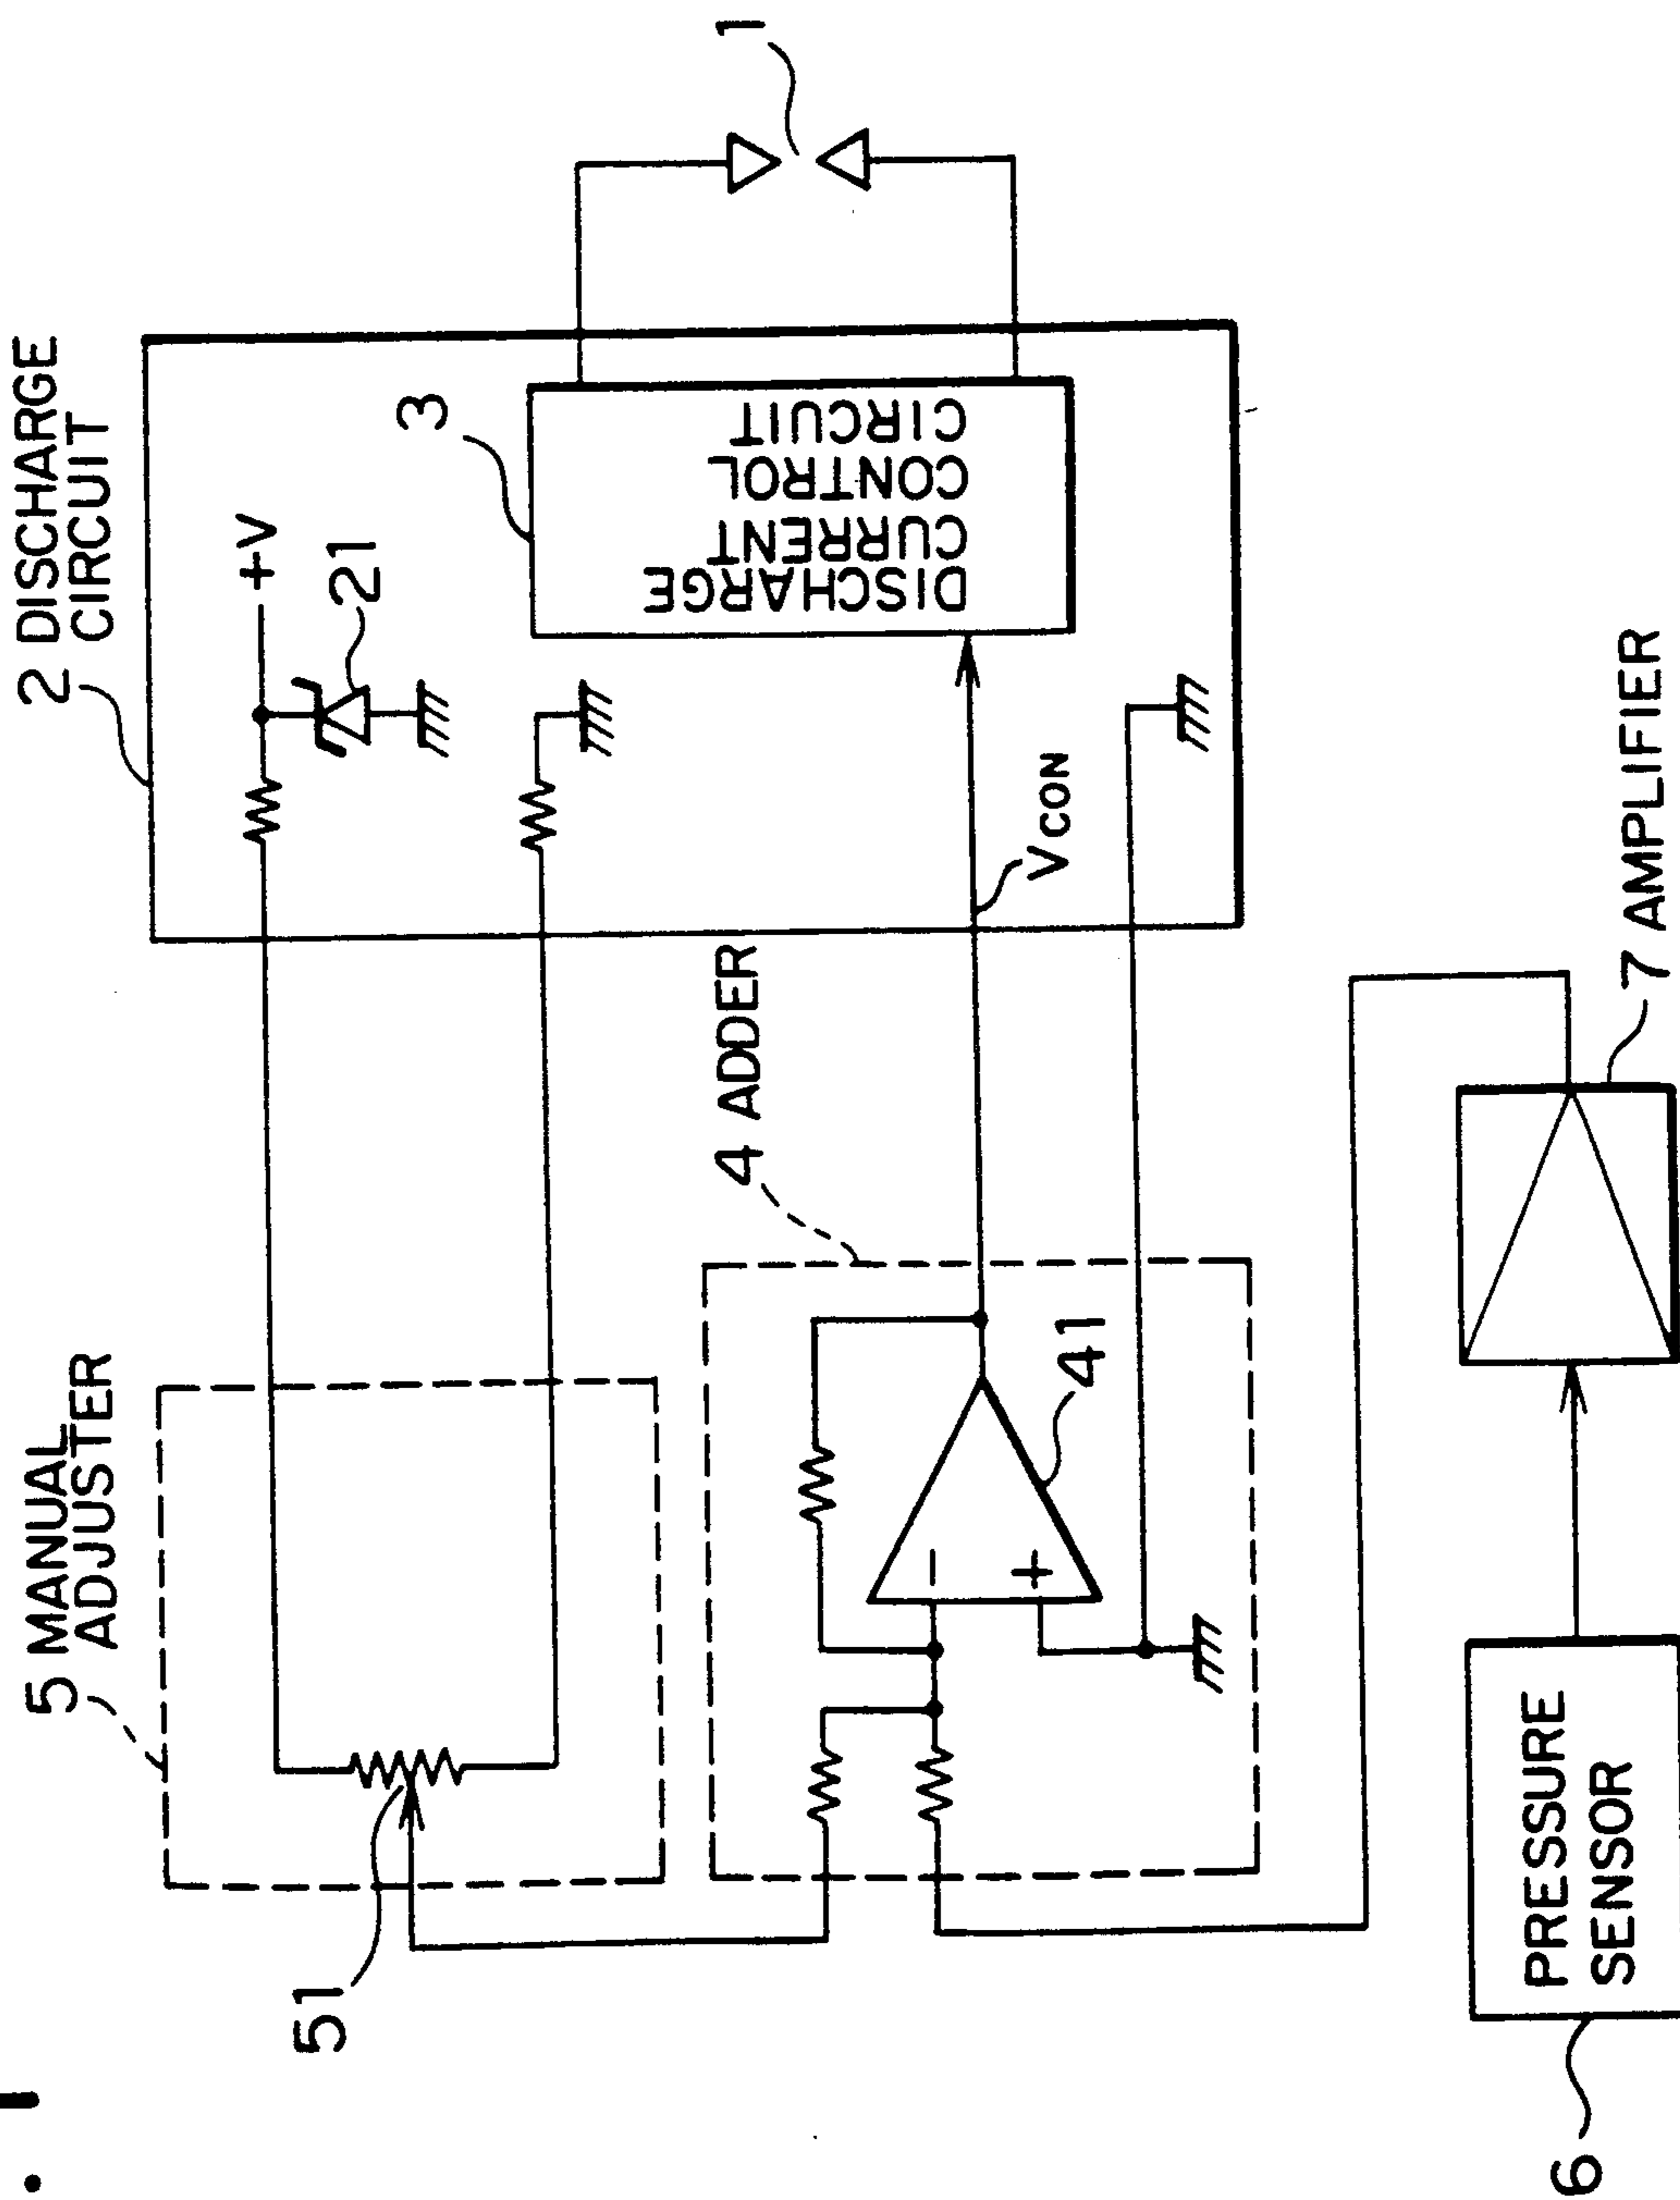 5 MANUAL
ADJUSTER
51
2 DISCHARGE
CIRCUIT
+V
21
3
DISCHARGE
CURRENT
CONTROL
CIRCUIT
1
4 ADDER
41
−
+
VCON
6
PRESSURE
SENSOR
7 AMPLIFIER